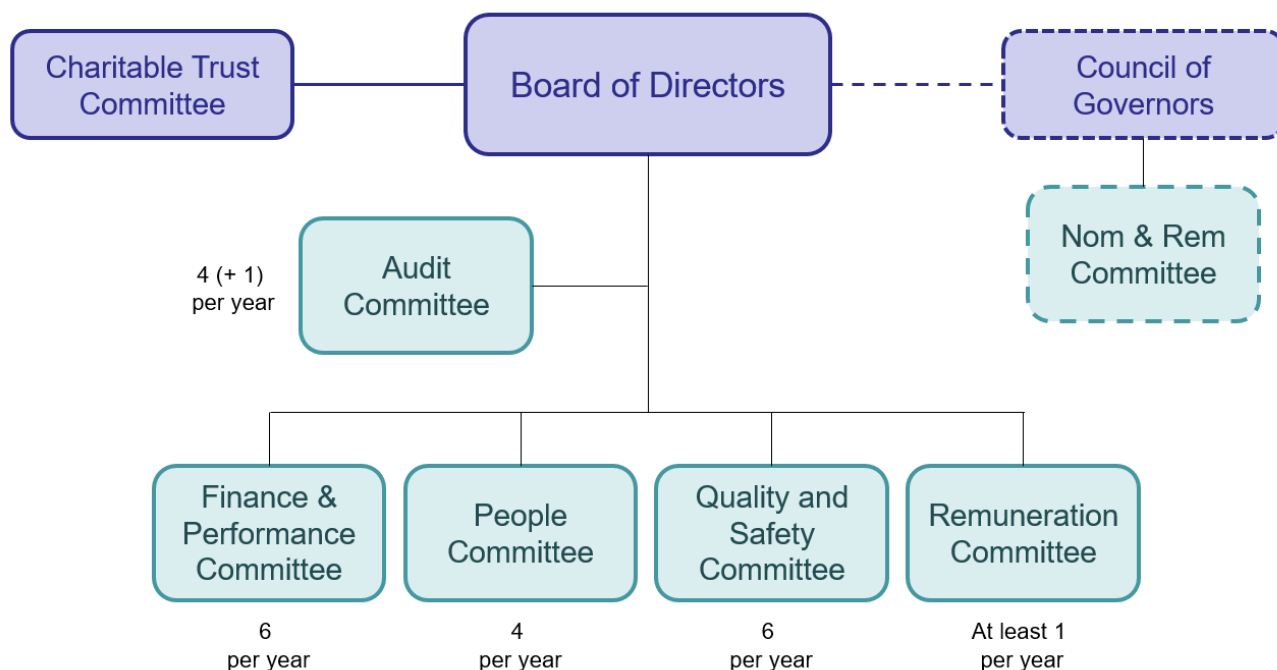 Charitable Trust
Committee
Board of Directors
Council of
Governors
Nom & Rem
Committee
4 (+ 1)
per year
Audit
Committee
Finance &
Performance
Committee
People
Committee
Quality and
Safety
Committee
Remuneration
Committee
6
per year
4
per year
6
per year
At least 1
per year